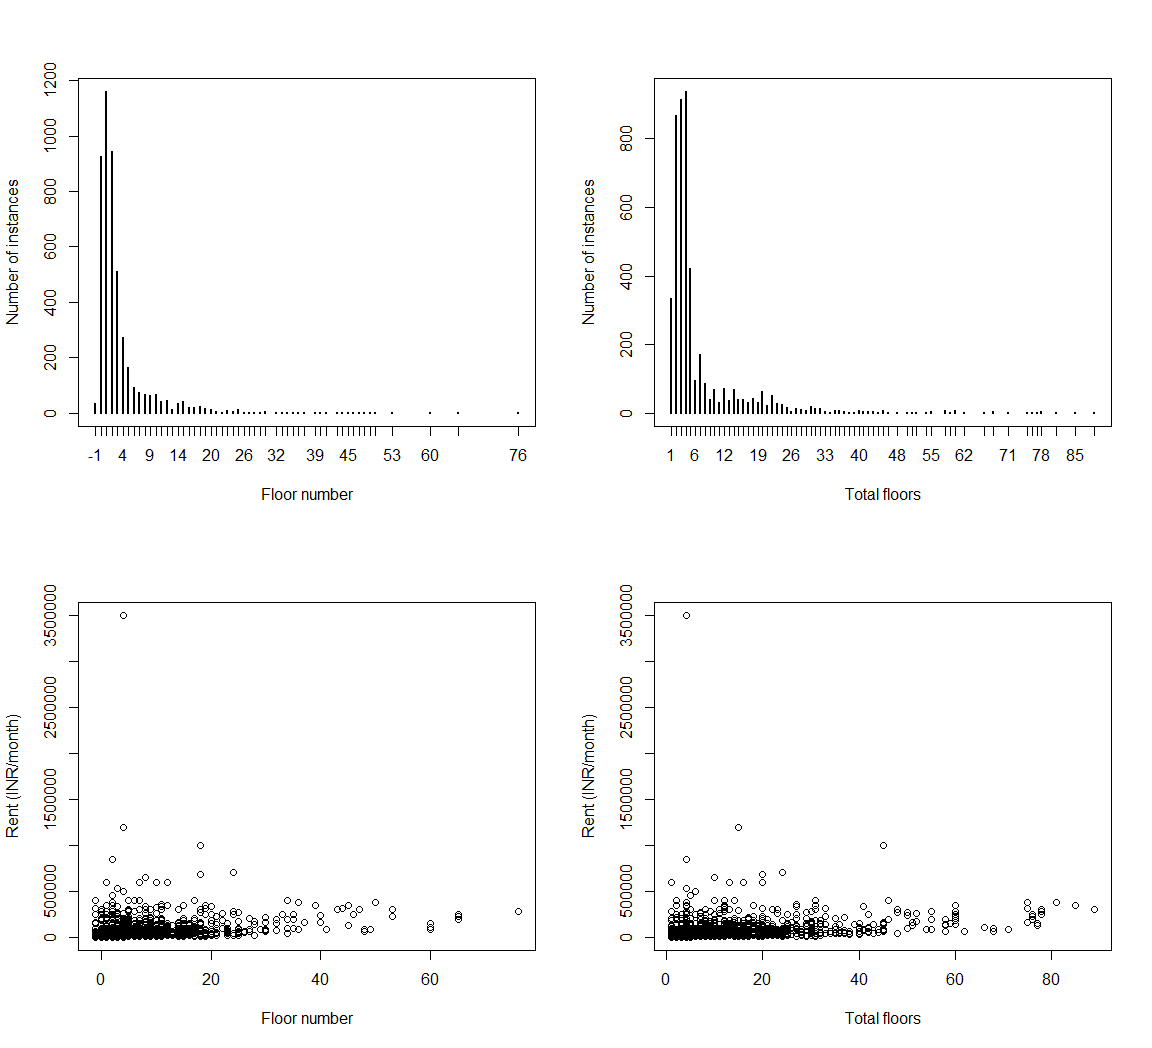 Number of instances
0 200 400 600 800 1000 1200
-1 4 9 14 20 26 32 39 45 53 60 76
Floor number
Number of instances
0 200 400 600 800
1 6 12 19 26 33 40 48 55 62 71 78 85
Total floors
Rent (INR/month)
0 500000 1500000 2500000 3500000
0 20 40 60
Floor number
Rent (INR/month)
0 500000 1500000 2500000 3500000
0 20 40 60 80
Total floors